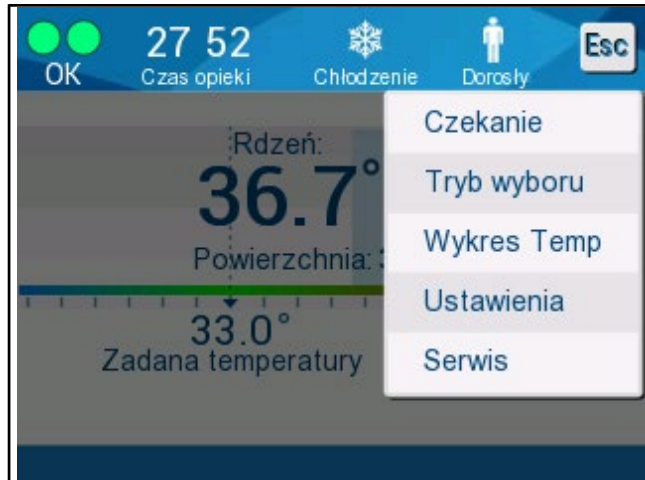 OK
27 52
Czas opieki
Chłodzenie
Dorosły
Esc
Rdzeń:
36.7°
Powierzchnia:
33.0°
Zadana temperatury
Czekanie
Tryb wyboru
Wykres Temp
Ustawienia
Serwis